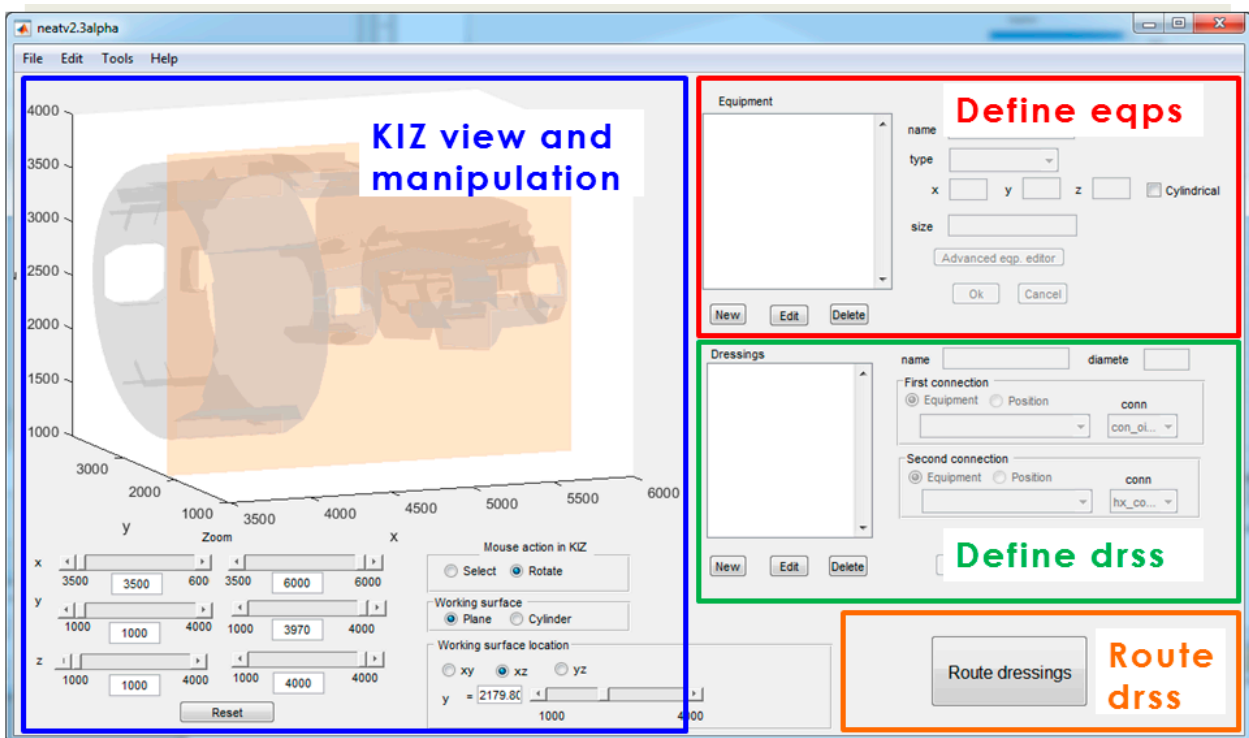 neatv2.3alpha
File Edit Tools Help
KIZ view and
manipulation
4000
3500
3000
2500
2000
1500
1000
3000
2000
1000
3500
4000
4500
5000
5500
6000
y
x
Zoom
x
3500 3500 600 3500 6000 6000
y
1000 1000 4000 1000 3970 4000
z
1000 1000 4000 1000 4000 4000
Reset
Mouse action in KIZ
Select Rotate
Working surface
Plane Cylinder
Working surface location
xy xz yz
y = 2179.80
1000 4000
Equipment
Define eqps
name
type
x y z Cylindrical
size
Advanced eqp. editor
Ok Cancel
New Edit Delete
Dressings
name diamete
First connection
Equipment Position conn
con_oi...
Second connection
Equipment Position conn
hx_co...
New Edit Delete
Define drss
Route dressings
Route
drss